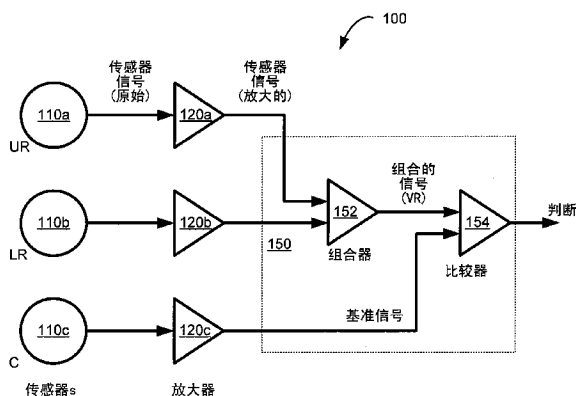 100
传感器
信号
(原始)
传感器
信号
(放大的)
110a
120a
UR
组合的
信号
(VR)
110b
120b
152
154
判断
LR
150
组合器
比较器
基准信号
110c
120c
C
传感器s
放大器